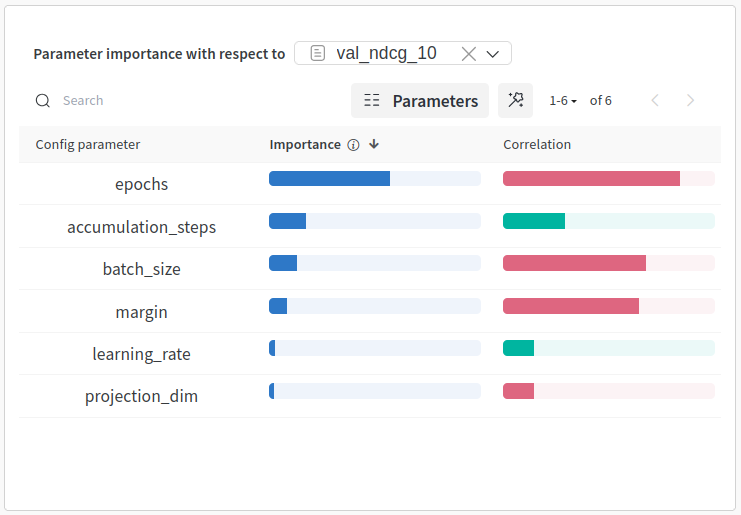 Parameter importance with respect to val_ndcg_10
Search Parameters 1-6 of 6
Config parameter Importance Correlation
epochs
accumulation_steps
batch_size
margin
learning_rate
projection_dim